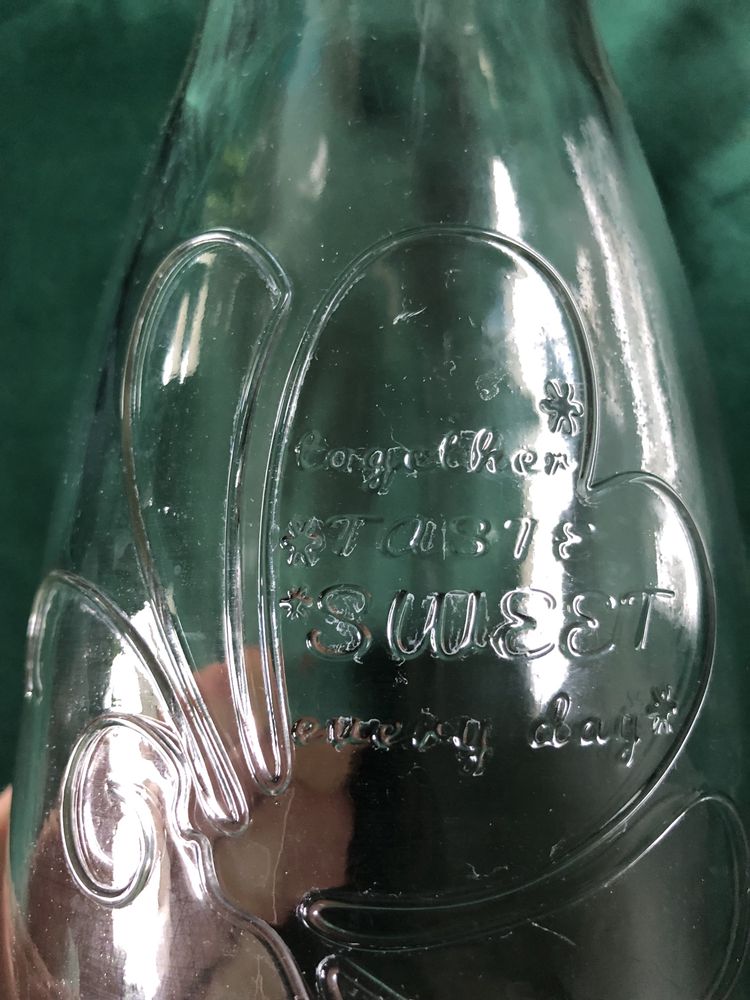 together*
*TASTE
*SWEET
every day*